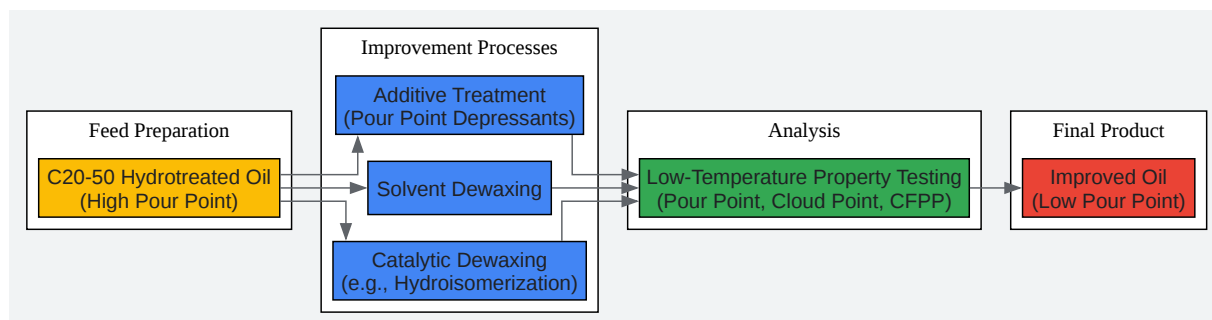 Feed Preparation
C20-50 Hydrotreated Oil
(High Pour Point)
Improvement Processes
Additive Treatment
(Pour Point Depressants)
Solvent Dewaxing
Catalytic Dewaxing
(e.g., Hydroisomerization)
Analysis
Low-Temperature Property Testing
(Pour Point, Cloud Point, CFPP)
Final Product
Improved Oil
(Low Pour Point)